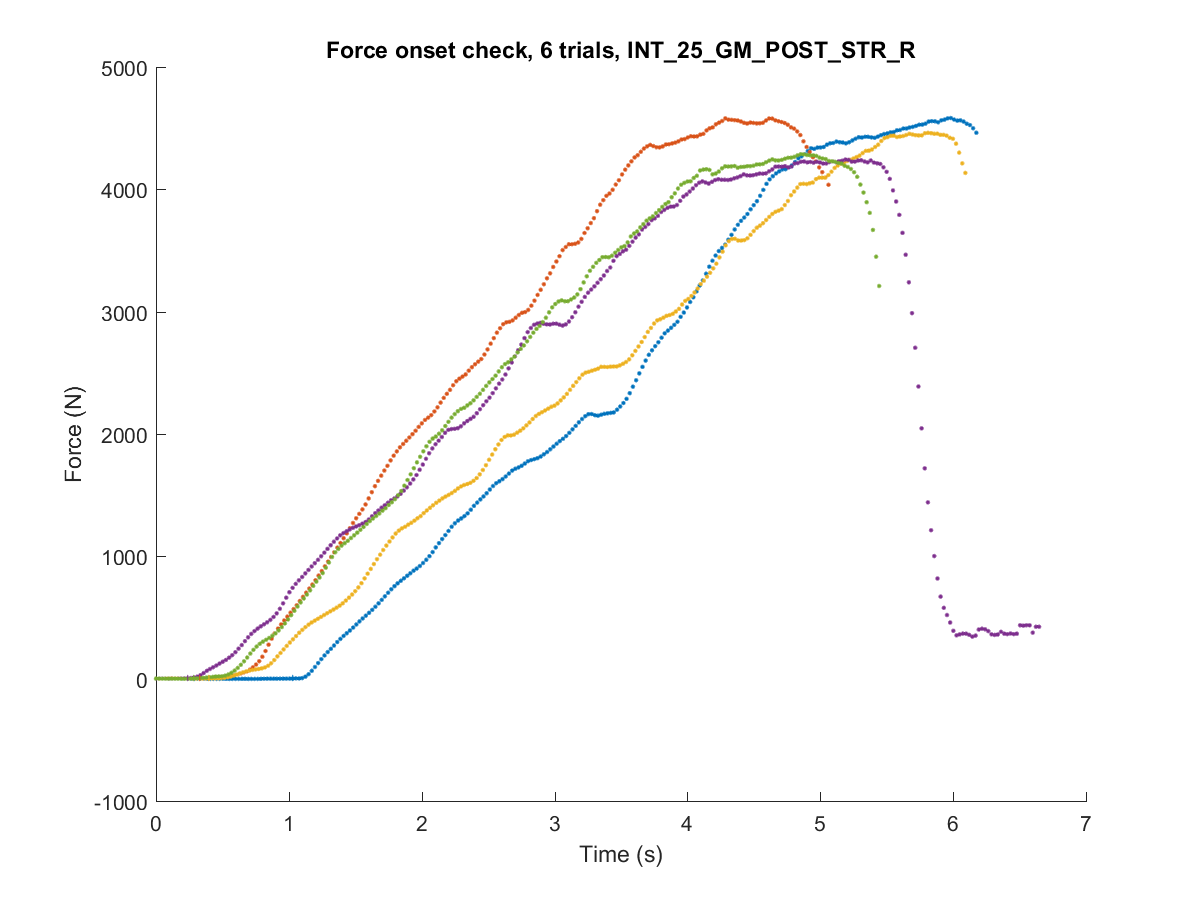 Force onset check, 6 trials, INT_25_GM_POST_STR_R
5000
4000
3000
2000
1000
0
-1000
Force (N)
0 1 2 3 4 5 6 7
Time (s)